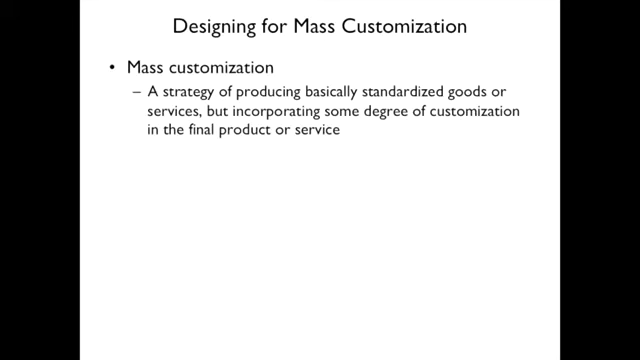 Designing for Mass Customization
• Mass customization
– A strategy of producing basically standardized goods or
services, but incorporating some degree of customization
in the final product or service